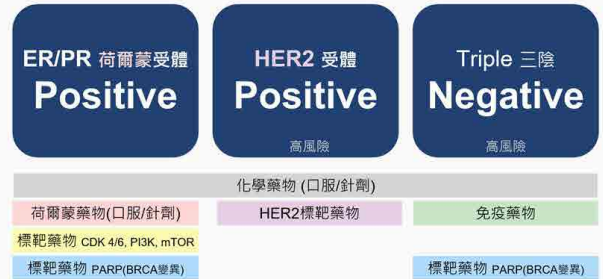 ER/PR 荷爾蒙受體
Positive
HER2 受體
Positive
高風險
Triple 三陰
Negative
高風險
化學藥物 (口服/針劑)
荷爾蒙藥物(口服/針劑)
HER2標靶藥物
免疫藥物
標靶藥物 CDK 4/6, PI3K, mTOR
標靶藥物 PARP(BRCA變異)
標靶藥物 PARP(BRCA變異)